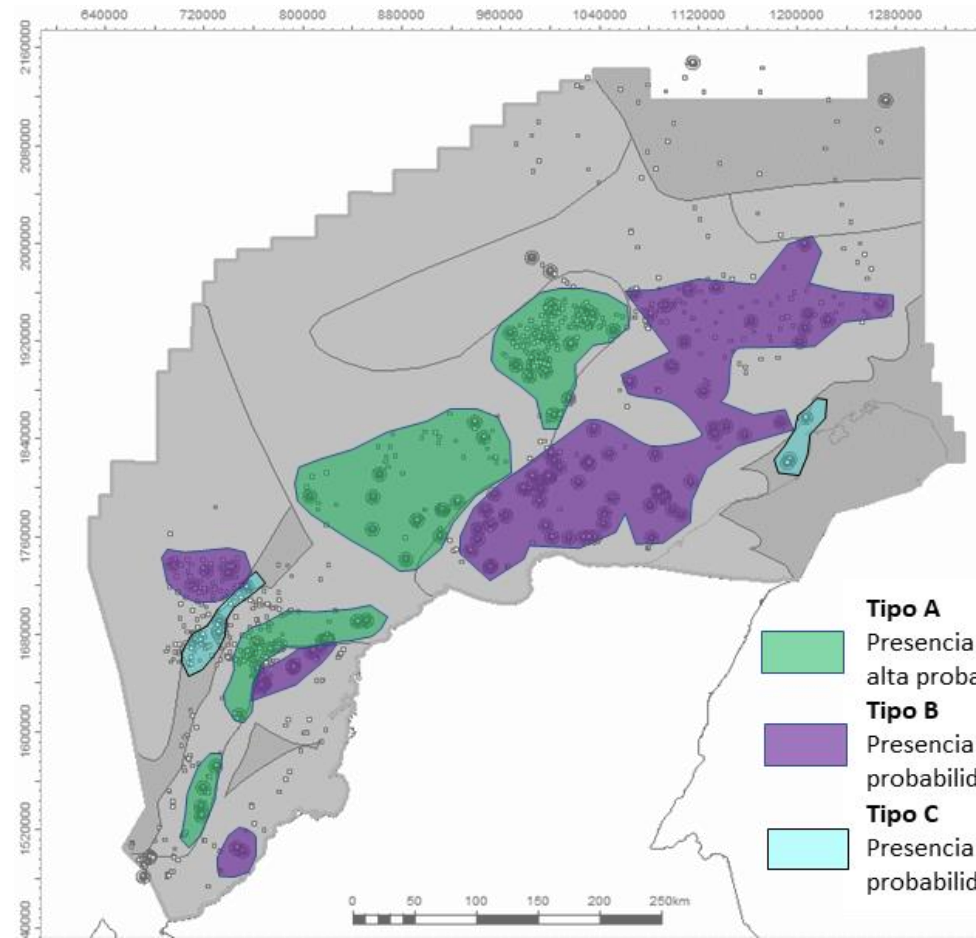 640000 720000 800000 880000 960000 1040000 1120000 1200000 1280000
2160000
2080000
2000000
1920000
1840000
1760000
1680000
1600000
1520000
40000
Tipo A
Presencia
alta proba
Tipo B
Presencia
probabilid
Tipo C
Presencia
probabilid
0 50 100 150 200 250km